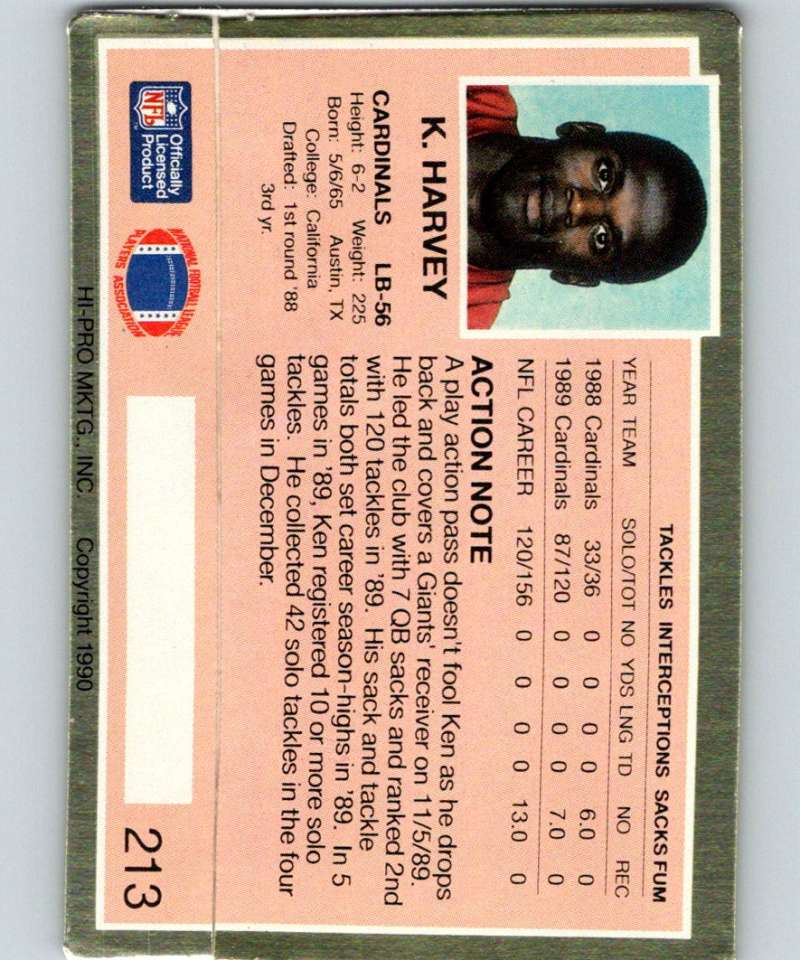 K. HARVEY
CARDINALS LB-56
Height: 6-2 Weight: 225
Born: 5/6/65 Austin, TX
College: California
Drafted: 1st round '88
3rd yr.
TACKLES INTERCEPTIONS SACKS FUM
YEAR TEAM SOLO/TOT NO YDS LNG TD NO REC
1988 Cardinals 33/36 0 0 0 0 6.0 0
1989 Cardinals 87/120 0 0 0 0 7.0 0
NFL CAREER 120/156 0 0 0 0 13.0 0
ACTION NOTE
A play action pass doesn't fool Ken as he drops
back and covers a Giants' receiver on 11/5/89.
He led the club with 7 QB sacks and ranked 2nd
with 120 tackles in '89. His sack and tackle
totals both set career season-highs in '89. In 5
games in '89, Ken registered 10 or more solo
tackles. He collected 42 solo tackles in the four
games in December.
NFL
Officially
Licensed
Product
NATIONAL FOOTBALL LEAGUE
PLAYERS ASSOCIATION
213
HI-PRO MKTG., INC. Copyright 1990